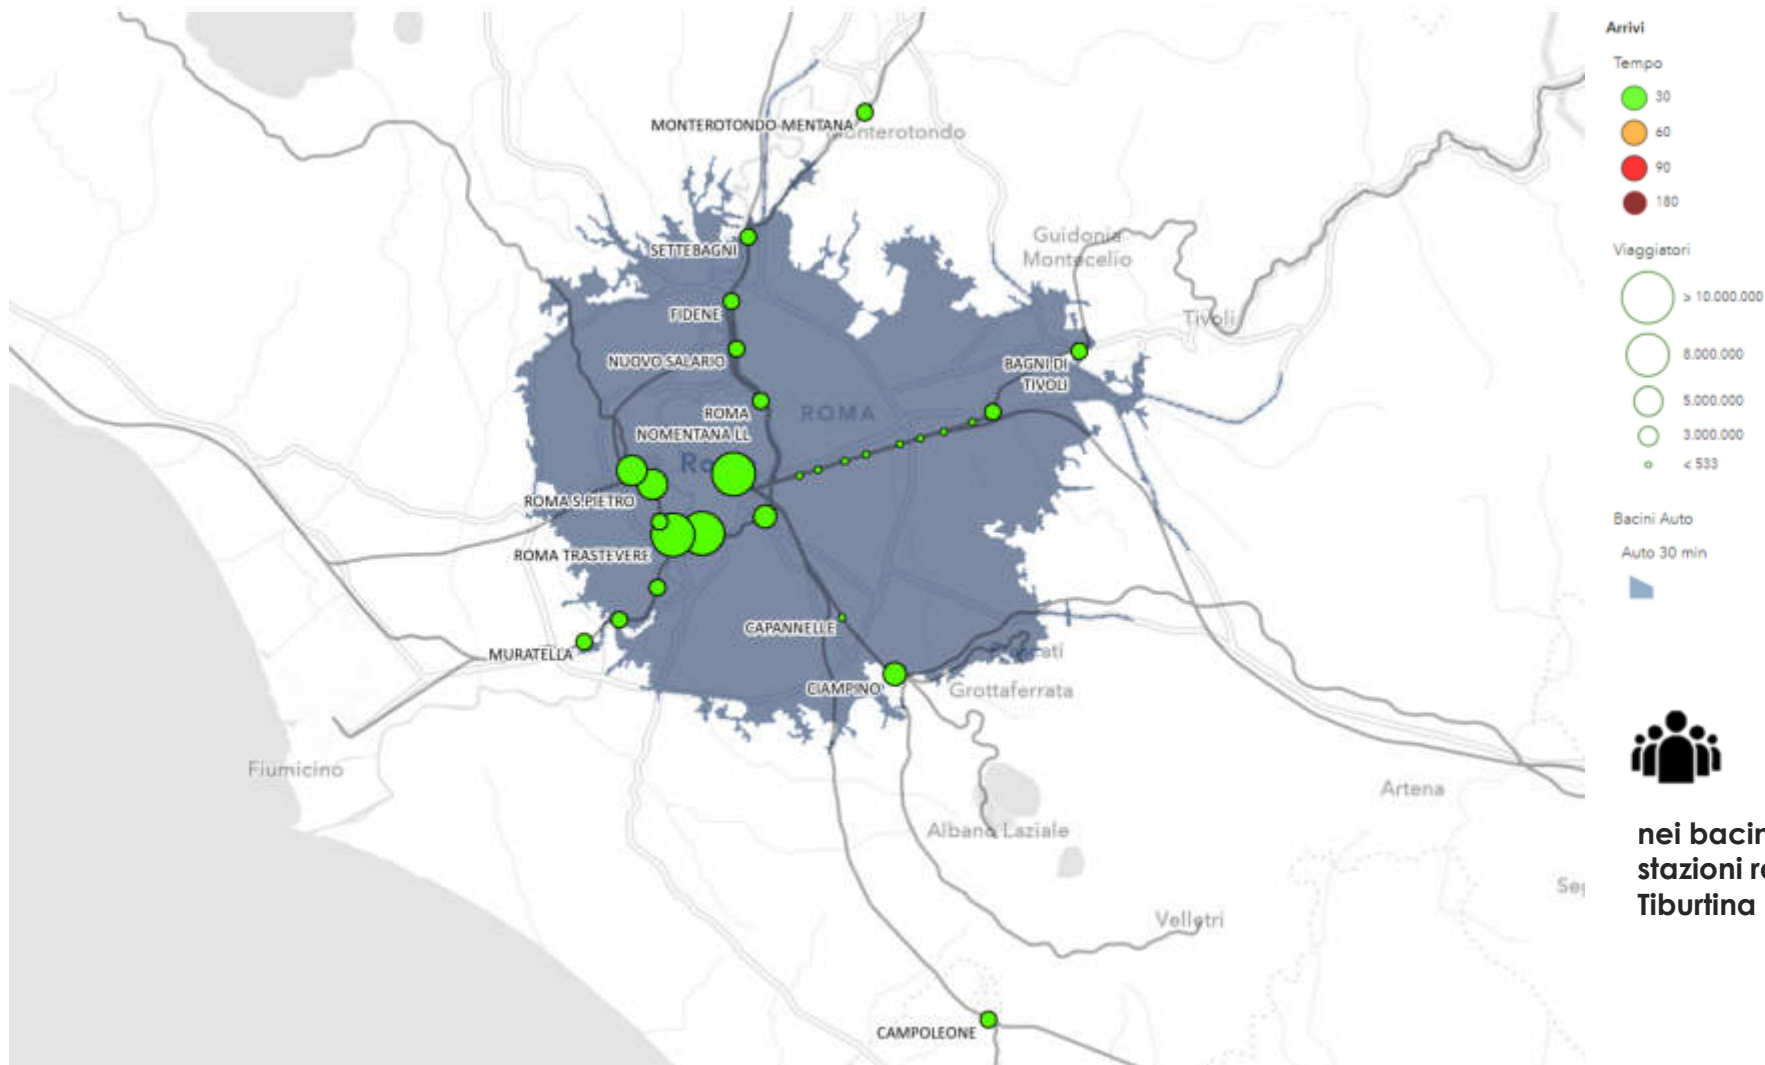 MONTEROTONDO-MENTANA
Monterotondo
SETTEBAGNI
Guidonia
Montecelio
FIDENE
Tivoli
NUOVO SALARIO
BAGNI DI
TIVOLI
ROMA
NOMENTANA LL
ROMA
ROMA S.PIETRO
ROMA TRASTEVERE
CAPANNELLE
MURATELLA
CIAMPINO
Grottaferrata
Fiumicino
Artena
Albano Laziale
Velletri
CAMPOLEONE
Arrivi
Tempo
30
60
90
180
Viaggiatori
> 10.000.000
8.000.000
5.000.000
3.000.000
< 533
Bacini Auto
Auto 30 min
nei bacin
stazioni
Tiburtina